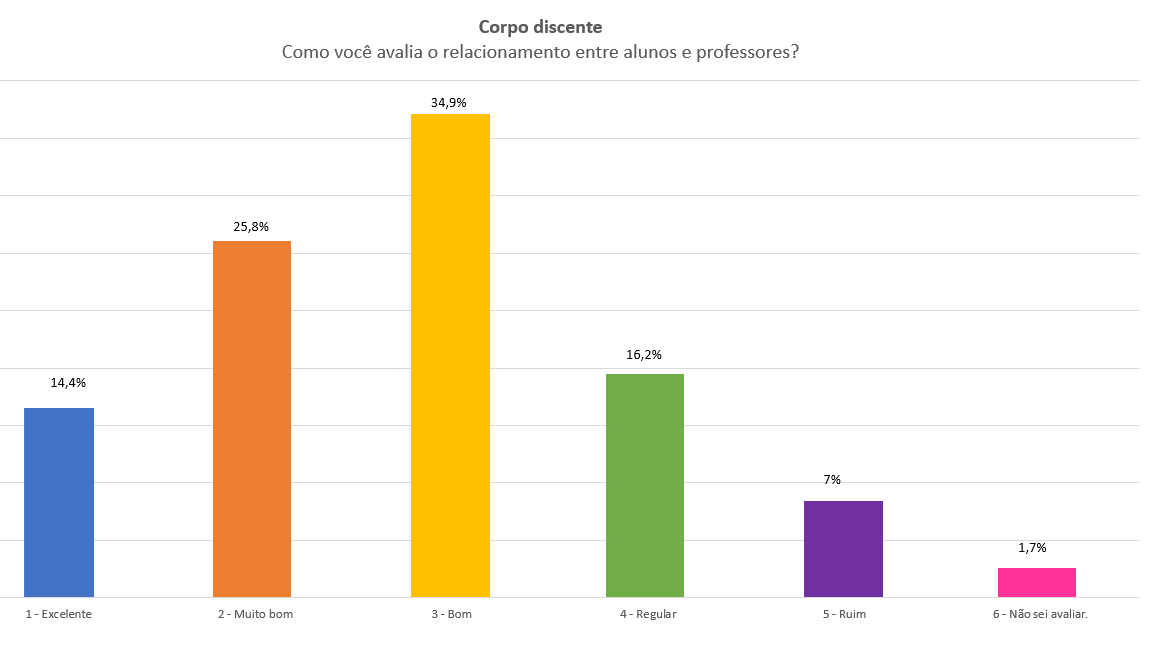 Corpo discente
Como você avalia o relacionamento entre alunos e professores?
34,9%
25,8%
16,2%
14,4%
7%
1,7%
1 - Excelente
2 - Muito bom
3 - Bom
4 - Regular
5 - Ruim
6 - Não sei avaliar.